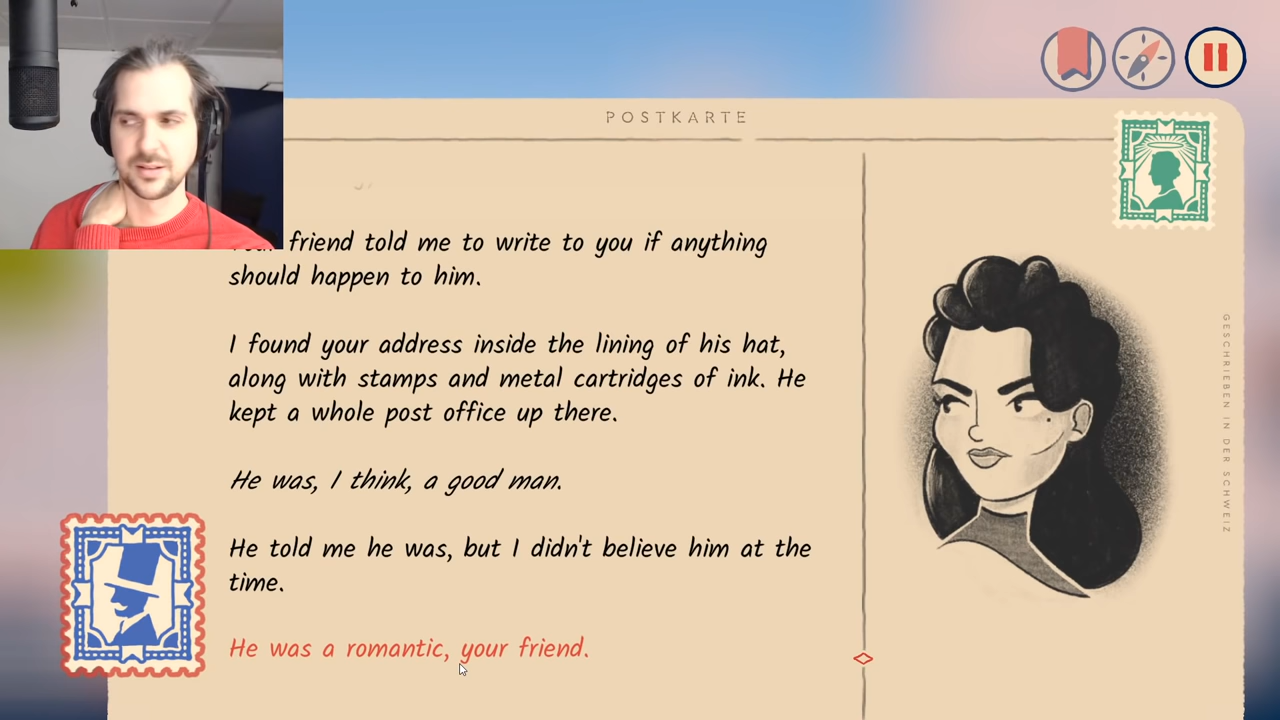 POSTKARTE
friend told me to write to you if anything
should happen to him.
I found your address inside the lining of his hat,
along with stamps and metal cartridges of ink. He
kept a whole post office up there.
He was, I think, a good man.
He told me he was, but I didn't believe him at the
time.
He was a romantic, your friend.
GESCHRIEBEN IN DER SCHWEIZ